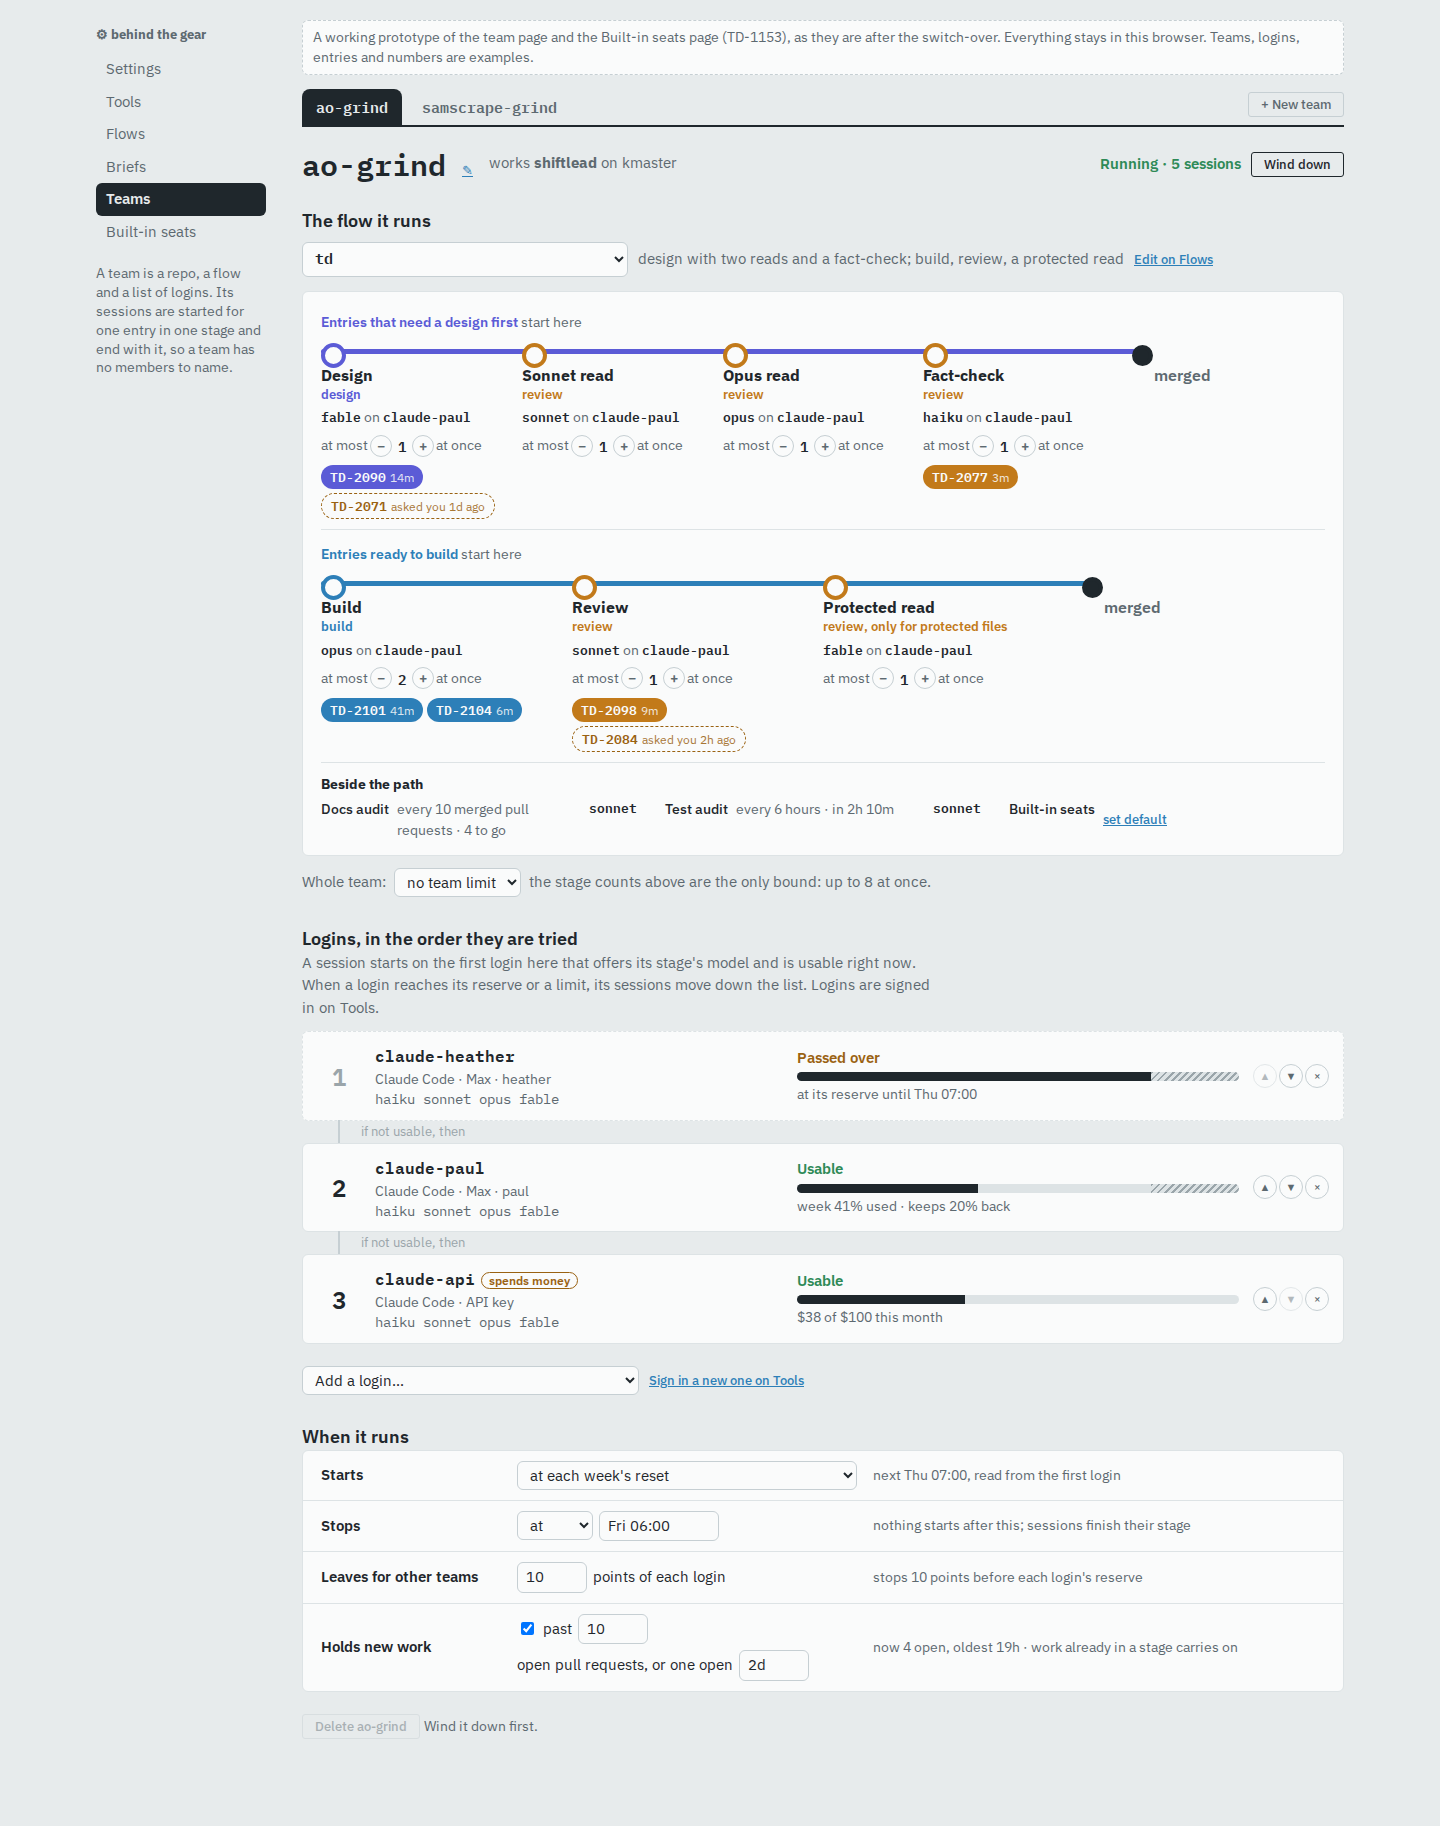 ⚙ behind the gear
Settings
Tools
Flows
Briefs
Teams
Built-in seats
A team is a repo, a flow
and a list of logins. Its
sessions are started for
one entry in one stage and
end with it, so a team has
no members to name.
A working prototype of the team page and the Built-in seats page (TD-1153), as they are after the switch-over. Everything stays in this browser. Teams, logins,
entries and numbers are examples.
ao-grind samscrape-grind + New team
ao-grind ✎ works shiftlead on kmaster Running · 5 sessions Wind down
The flow it runs
td design with two reads and a fact-check; build, review, a protected read Edit on Flows
Entries that need a design first start here
Design Sonnet read Opus read Fact-check merged
design review review review
fable on claude-paul sonnet on claude-paul opus on claude-paul haiku on claude-paul
at most − 1 + at once at most − 1 + at once at most − 1 + at once at most − 1 + at once
TD-2090 14m TD-2077 3m
TD-2071 asked you 1d ago
Entries ready to build start here
Build Review Protected read merged
build review review, only for protected files
opus on claude-paul sonnet on claude-paul fable on claude-paul
at most − 2 + at once at most − 1 + at once at most − 1 + at once
TD-2101 41m TD-2104 6m TD-2098 9m
TD-2084 asked you 2h ago
Beside the path
Docs audit every 10 merged pull sonnet Test audit every 6 hours · in 2h 10m sonnet Built-in seats set default
requests · 4 to go
Whole team: no team limit the stage counts above are the only bound: up to 8 at once.
Logins, in the order they are tried
A session starts on the first login here that offers its stage's model and is usable right now.
When a login reaches its reserve or a limit, its sessions move down the list. Logins are signed
in on Tools.
1 claude-heather Passed over
Claude Code · Max · heather ▲ ▼ ×
haiku sonnet opus fable at its reserve until Thu 07:00
if not usable, then
2 claude-paul Usable
Claude Code · Max · paul ▲ ▼ ×
haiku sonnet opus fable week 41% used · keeps 20% back
if not usable, then
3 claude-api spends money Usable
Claude Code · API key ▲ ▼ ×
haiku sonnet opus fable $38 of $100 this month
Add a login... Sign in a new one on Tools
When it runs
Starts at each week's reset next Thu 07:00, read from the first login
Stops at Fri 06:00 nothing starts after this; sessions finish their stage
Leaves for other teams 10 points of each login stops 10 points before each login's reserve
Holds new work past 10 now 4 open, oldest 19h · work already in a stage carries on
open pull requests, or one open 2d
Delete ao-grind Wind it down first.